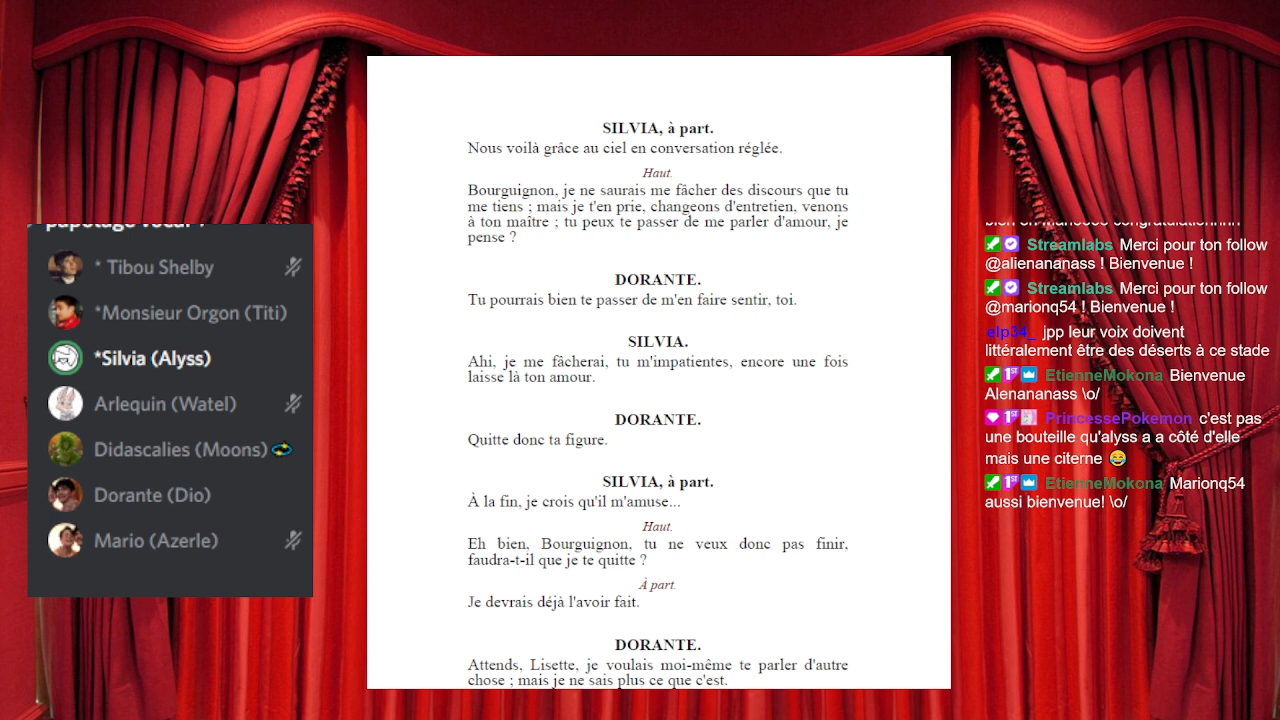 papotage vocal :
* Tibou Shelby
*Monsieur Orgon (Titi)
*Silvia (Alyss)
Arlequin (Watel)
Didascalies (Moons)
Dorante (Dio)
Mario (Azerle)
SILVIA, à part.
Nous voilà grâce au ciel en conversation réglée.
Haut.
Bourguignon, je ne saurais me fâcher des discours que tu
me tiens ; mais je t'en prie, changeons d'entretien, venons
à ton maître ; tu peux te passer de me parler d'amour, je
pense ?
DORANTE.
Tu pourrais bien te passer de m'en faire sentir, toi.
SILVIA.
Ahi, je me fâcherai, tu m'impatientes, encore une fois
laisse là ton amour.
DORANTE.
Quitte donc ta figure.
SILVIA, à part.
À la fin, je crois qu'il m'amuse...
Haut.
Eh bien, Bourguignon, tu ne veux donc pas finir,
faudra-t-il que je te quitte ?
À part.
Je devrais déjà l'avoir fait.
DORANTE.
Attends, Lisette, je voulais moi-même te parler d'autre
chose ; mais je ne sais plus ce que c'est.
Streamlabs Merci pour ton follow
@alienananass ! Bienvenue !
Streamlabs Merci pour ton follow
@marionq54 ! Bienvenue !
elp34_ jpp leur voix doivent
littéralement être des déserts à ce stade
1ST EtienneMokona Bienvenue
Alenananass \o/
1ST PrincessePokemon c'est pas
une bouteille qu'alyss a a côté d'elle
mais une citerne 😂
1ST EtienneMokona Marionq54
aussi bienvenue! \o/